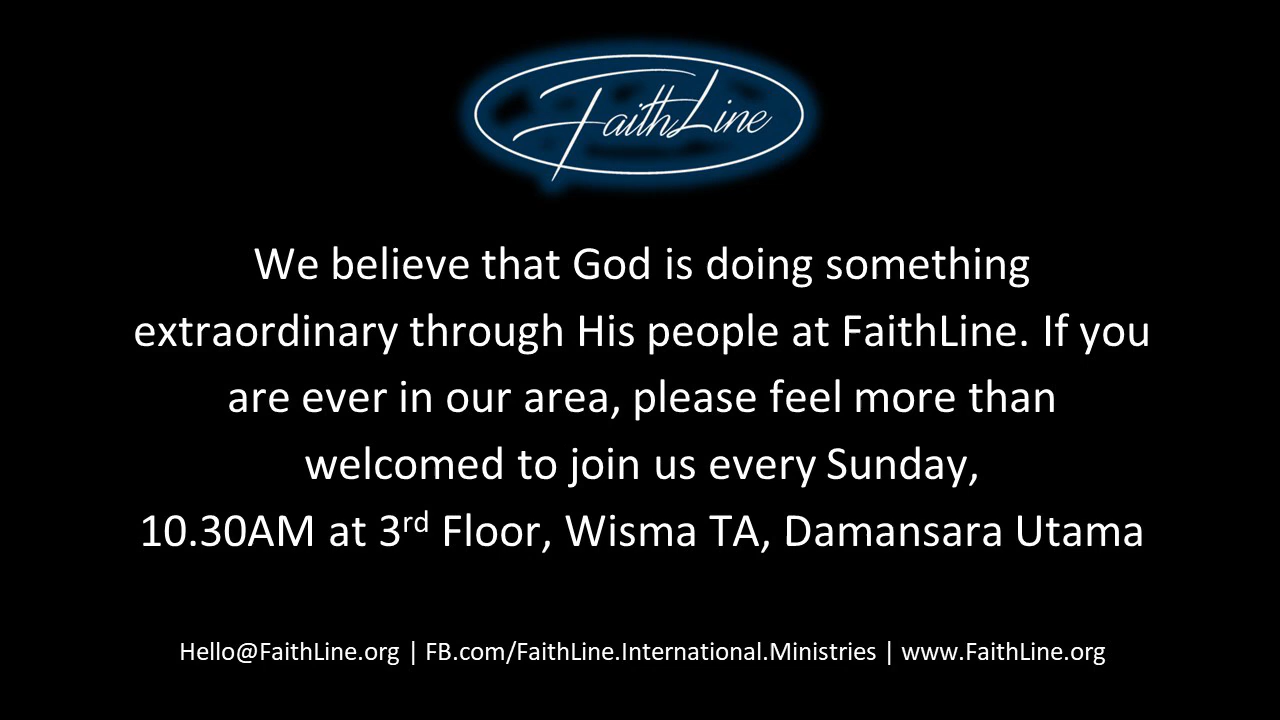 FaithLine
We believe that God is doing something
extraordinary through His people at FaithLine. If you
are ever in our area, please feel more than
welcomed to join us every Sunday,
10.30AM at 3rd Floor, Wisma TA, Damansara Utama
Hello@FaithLine.org | FB.com/FaithLine.International.Ministries | www.FaithLine.org